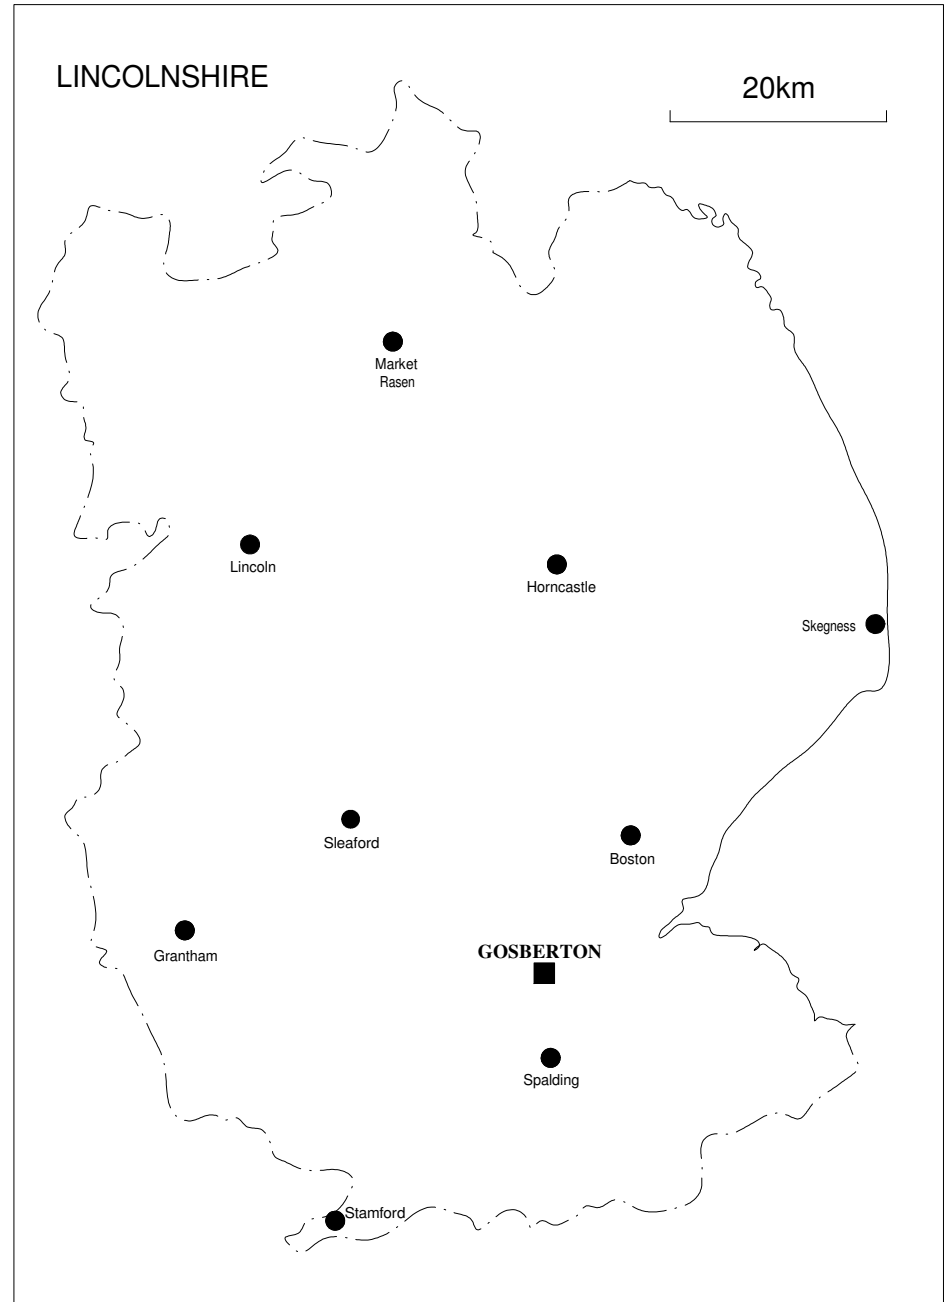 LINCOLNSHIRE
20km
Market
Rasen
Lincoln
Horncastle
Skegness
Sleaford
Boston
GOSBERTON
Grantham
Spalding
Stamford